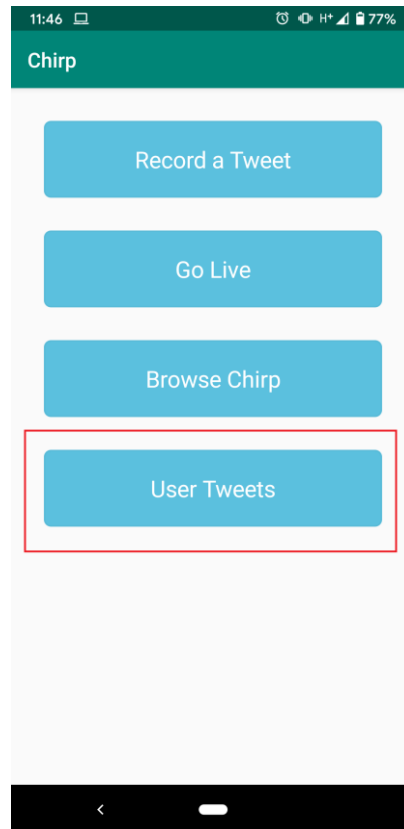 11:46 H+ 77%
Chirp
Record a Tweet
Go Live
Browse Chirp
User Tweets